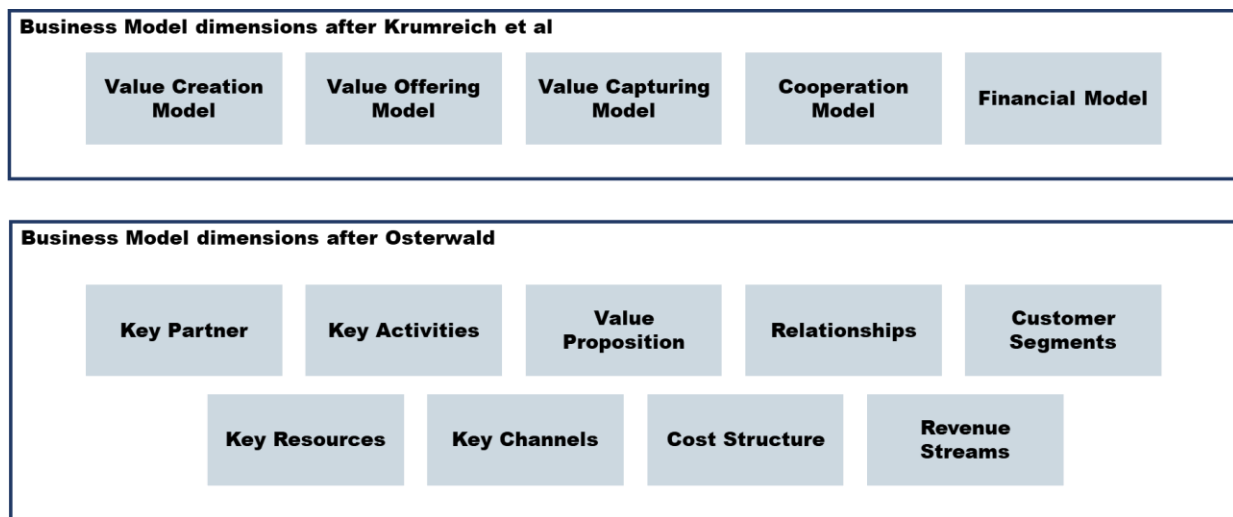 Business Model dimensions after Krumreich et al
Value Creation
Model
Value Offering
Model
Value Capturing
Model
Cooperation
Model
Financial Model
Business Model dimensions after Osterwald
Key Partner
Key Activities
Value
Proposition
Relationships
Customer
Segments
Key Resources
Key Channels
Cost Structure
Revenue
Streams